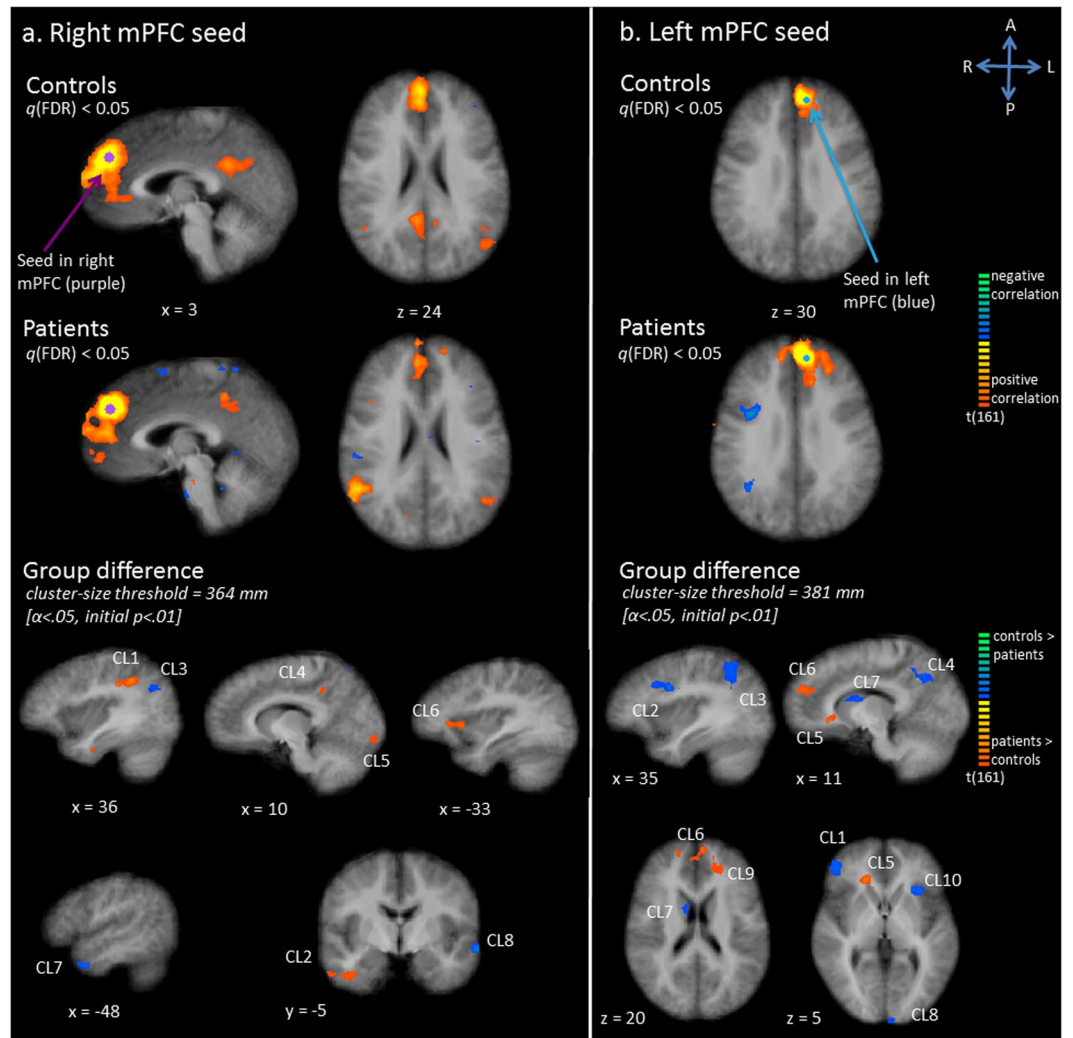 a. Right mPFC seed
Controls
q(FDR) < 0.05
Seed in right
mPFC (purple)
x = 3
z = 24
Patients
q(FDR) < 0.05
Group difference
cluster-size threshold = 364 mm
[α<.05, initial p<.01]
CL1
CL3
CL4
CL5
CL6
x = 36
x = 10
x = -33
CL7
CL2
CL8
x = -48
y = -5
b. Left mPFC seed
A
R
L
P
Controls
q(FDR) < 0.05
Seed in left
mPFC (blue)
z = 30
negative
correlation
positive
correlation
t(161)
Patients
q(FDR) < 0.05
Group difference
cluster-size threshold = 381 mm
[α<.05, initial p<.01]
controls >
patients
patients >
controls
t(161)
CL2
CL3
CL6
CL7
CL4
CL5
x = 35
x = 11
CL6
CL9
CL7
CL1
CL5
CL10
CL8
z = 20
z = 5